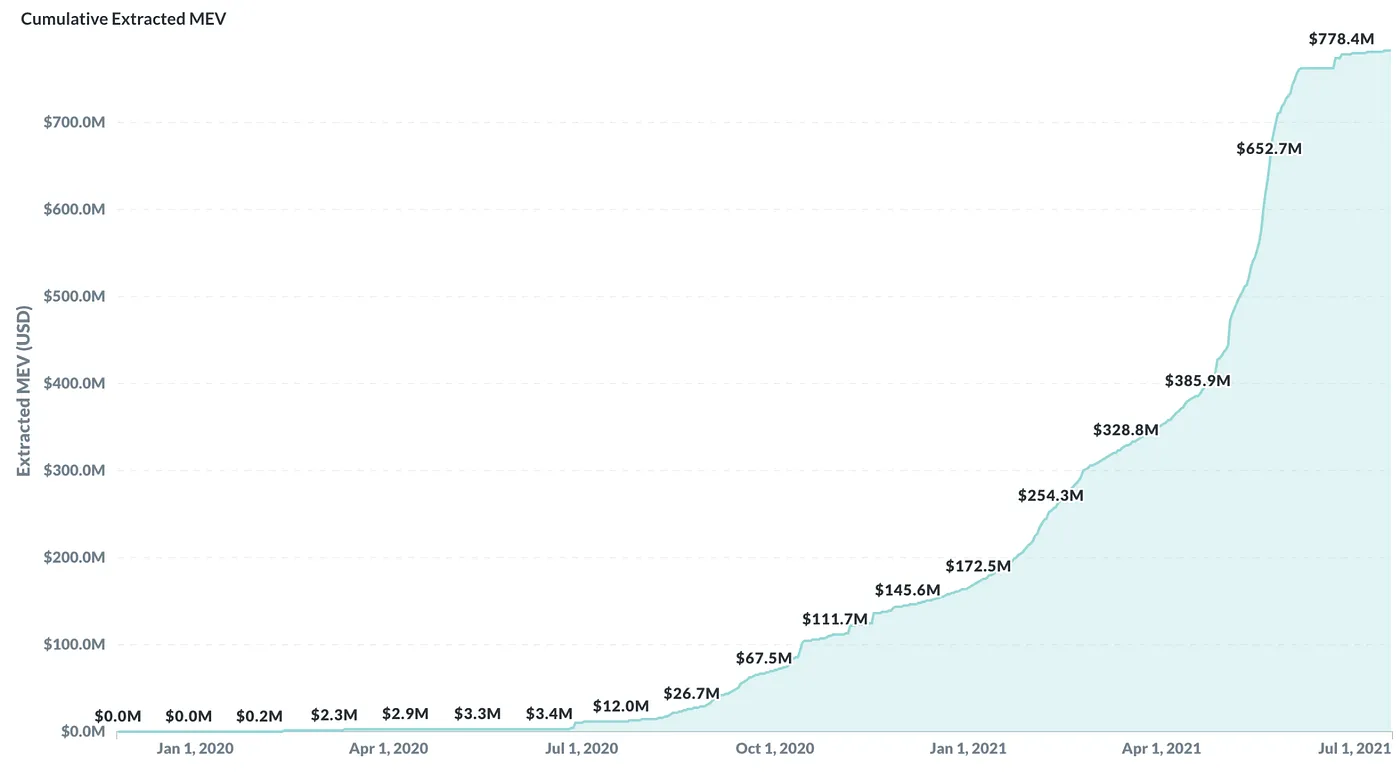 Cumulative Extracted MEV
$778.4M
$700.0M
$652.7M
$600.0M
$500.0M
Extracted MEV (USD)
$400.0M
$385.9M
$328.8M
$300.0M
$254.3M
$200.0M
$172.5M
$145.6M
$111.7M
$100.0M
$67.5M
$26.7M
$12.0M
$0.0M $0.0M $0.2M $2.3M $2.9M $3.3M $3.4M
$0.0M
Jan 1, 2020 Apr 1, 2020 Jul 1, 2020 Oct 1, 2020 Jan 1, 2021 Apr 1, 2021 Jul 1, 2021